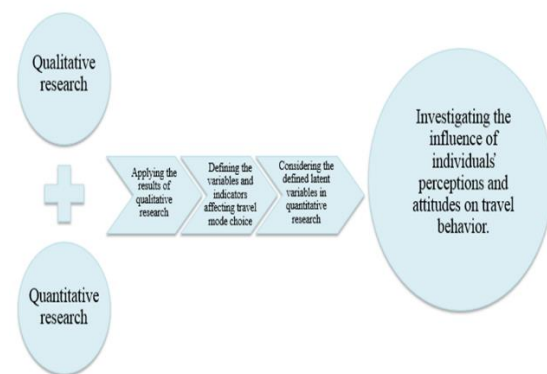 Qualitative
research
Quantitative
research
Applying the
results of
qualitative
research
Defining the
variables and
indicators
affecting travel
mode choice
Considering the
defined latent
variables in
quantitative
research
Investigating the
influence of
individuals'
perceptions and
attitudes on travel
behavior.